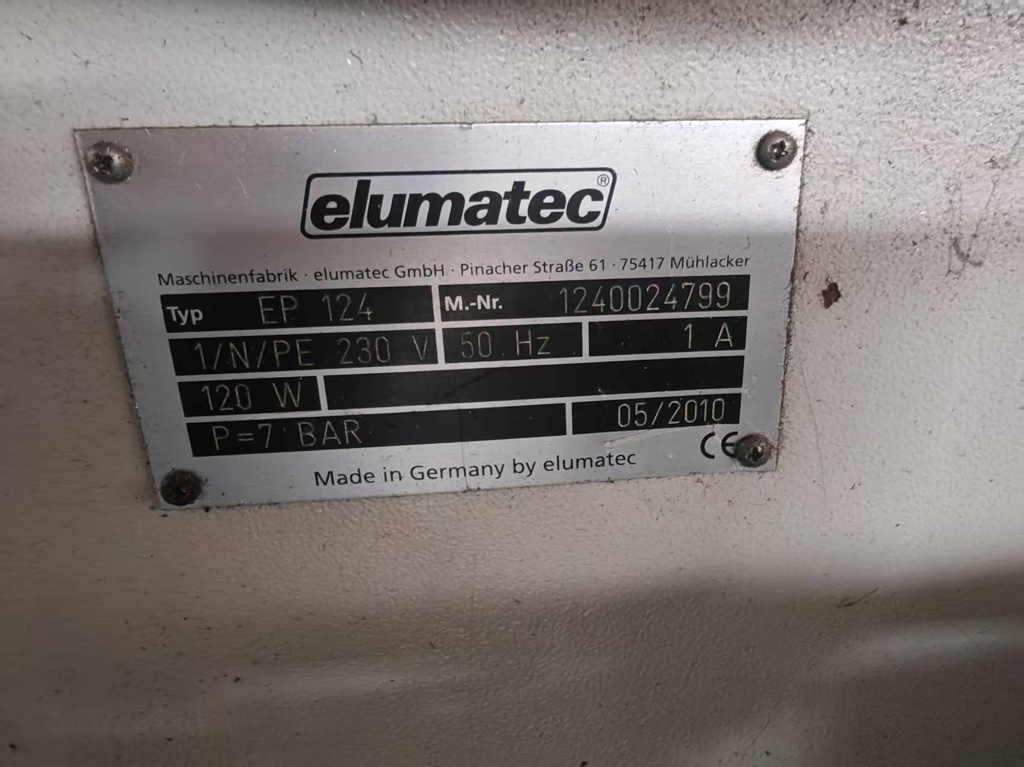 elumatec®
Maschinenfabrik · elumatec GmbH · Pinacher Straße 61 · 75417 Mühlacker
Typ EP 124 M.-Nr. 1240024799
1/N/PE 230 V 50 Hz 1 A
120 W
P=7 BAR 05/2010
CE
Made in Germany by elumatec